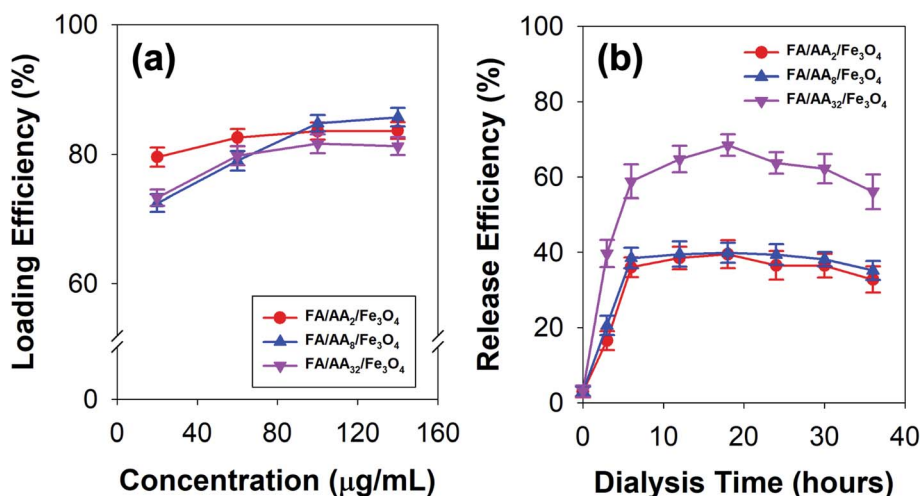 (a)
Loading Efficiency (%)
100
80
60
0
FA/AA₂/Fe₃O₄
FA/AA₈/Fe₃O₄
FA/AA₃₂/Fe₃O₄
0 40 80 120 160
Concentration (μg/mL)
(b)
Release Efficiency (%)
100
80
60
40
20
0
FA/AA₂/Fe₃O₄
FA/AA₈/Fe₃O₄
FA/AA₃₂/Fe₃O₄
0 10 20 30 40
Dialysis Time (hours)